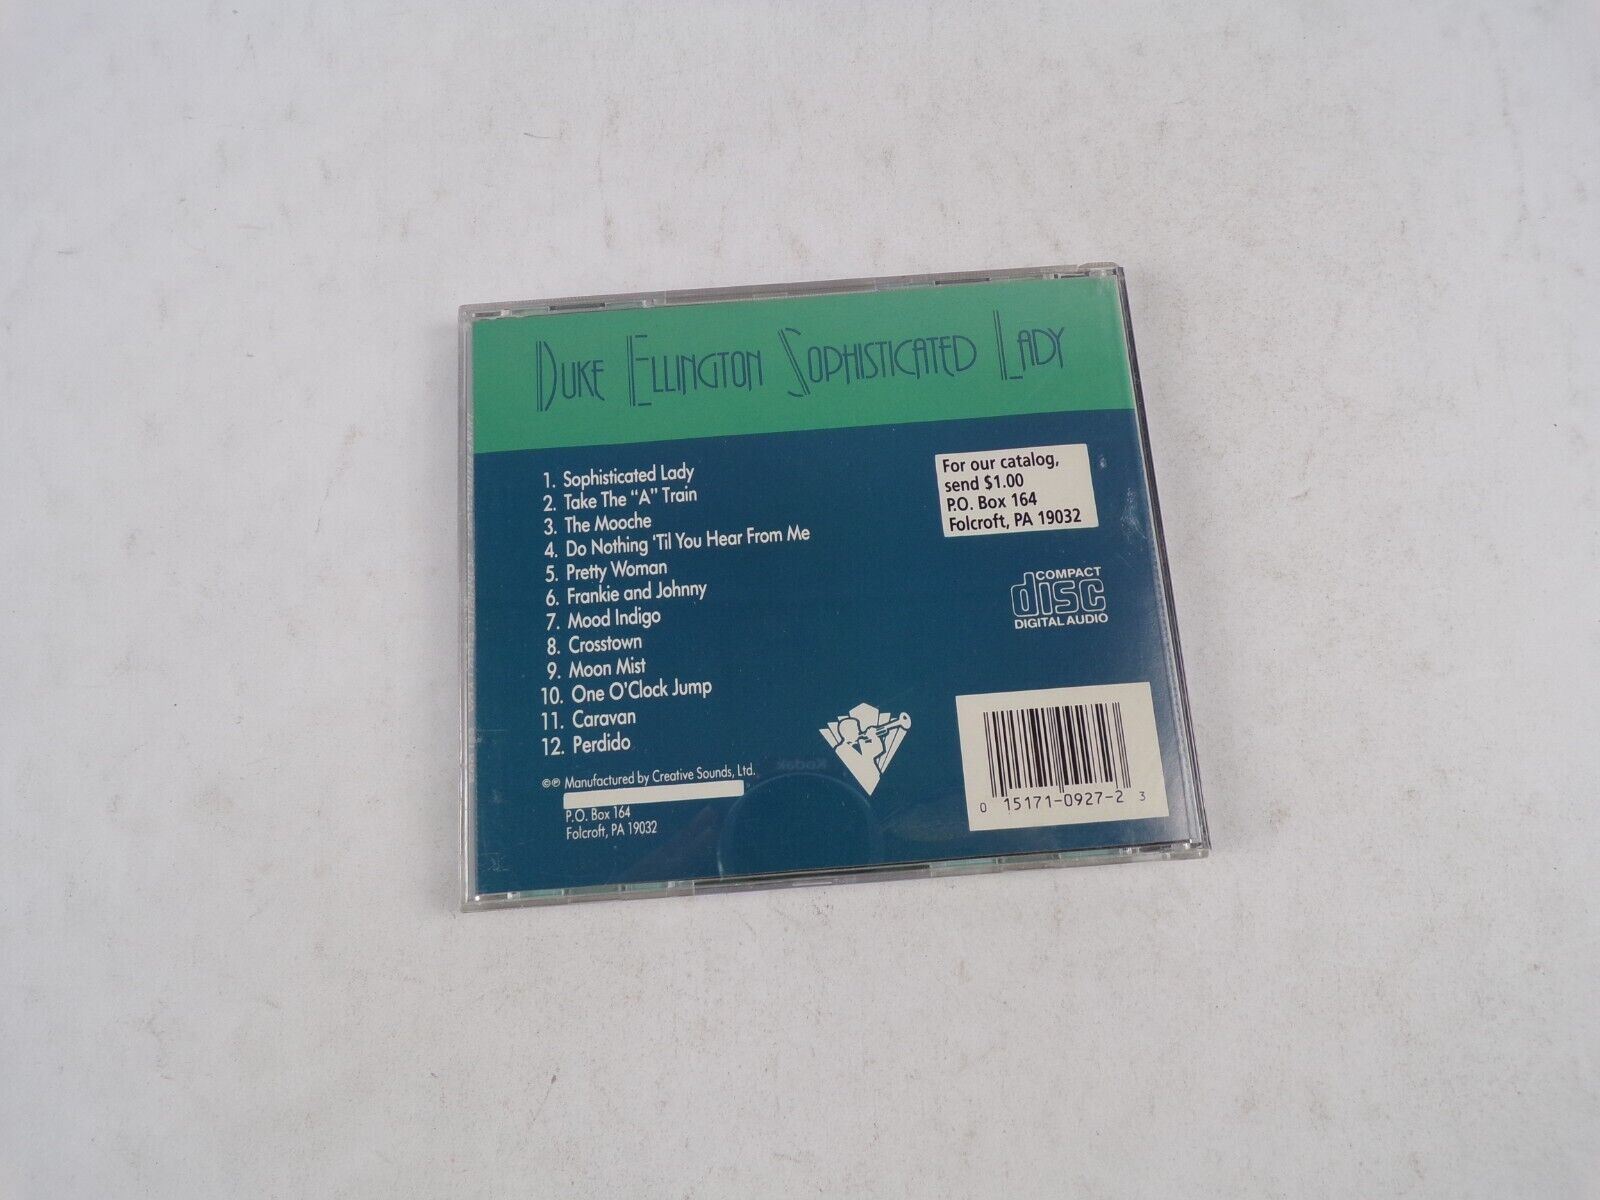 DUKE ELLINGTON SOPHISTICATED LADY
1. Sophisticated Lady
2. Take The "A" Train
3. The Mooche
4. Do Nothing 'Til You Hear From Me
5. Pretty Woman
6. Frankie and Johnny
7. Mood Indigo
8. Crosstown
9. Moon Mist
10. One O'Clock Jump
11. Caravan
12. Perdido
©℗ Manufactured by Creative Sounds, Ltd.
P.O. Box 164
Folcroft, PA 19032
For our catalog,
send $1.00
P.O. Box 164
Folcroft, PA 19032
COMPACT
disc
DIGITAL AUDIO
0 15171-0927-2 3